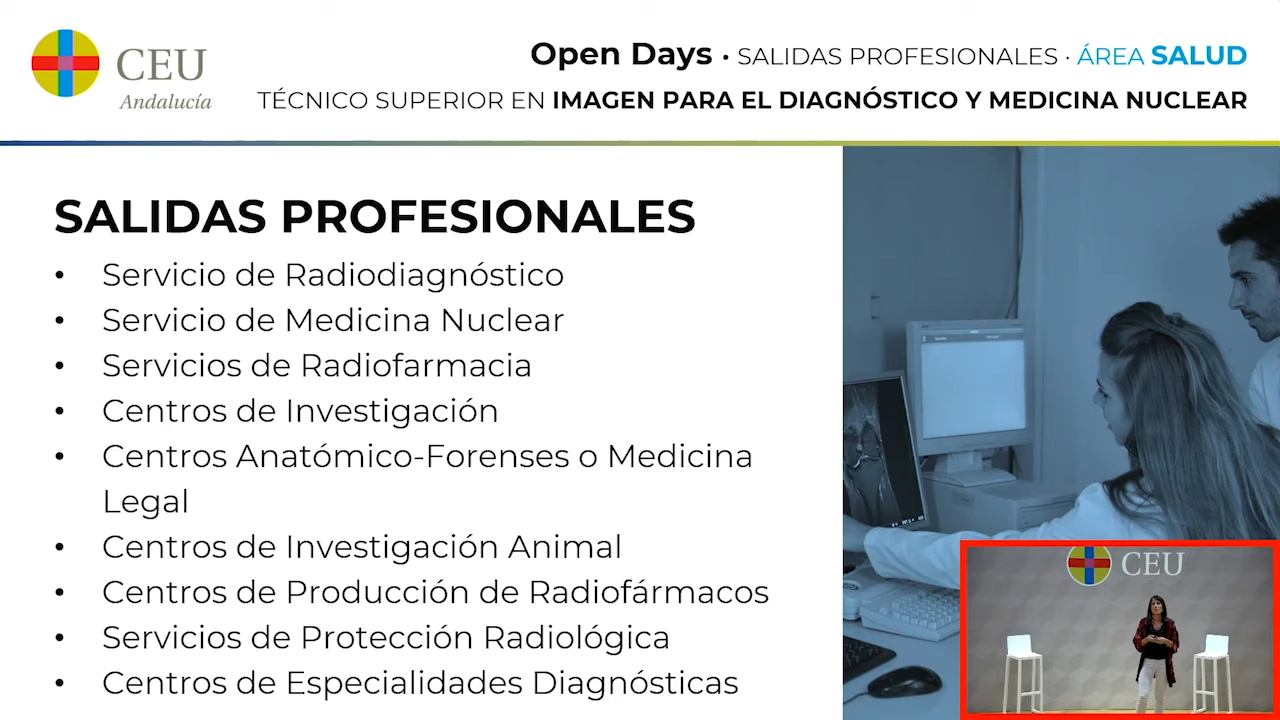 CEU
Andalucía
Open Days • SALIDAS PROFESIONALES · ÁREA SALUD
TÉCNICO SUPERIOR EN IMAGEN PARA EL DIAGNÓSTICO Y MEDICINA NUCLEAR
SALIDAS PROFESIONALES
• Servicio de Radiodiagnóstico
• Servicio de Medicina Nuclear
• Servicios de Radiofarmacia
• Centros de Investigación
• Centros Anatómico-Forenses o Medicina
Legal
• Centros de Investigación Animal
• Centros de Producción de Radiofármacos
• Servicios de Protección Radiológica
• Centros de Especialidades Diagnósticas
CEU